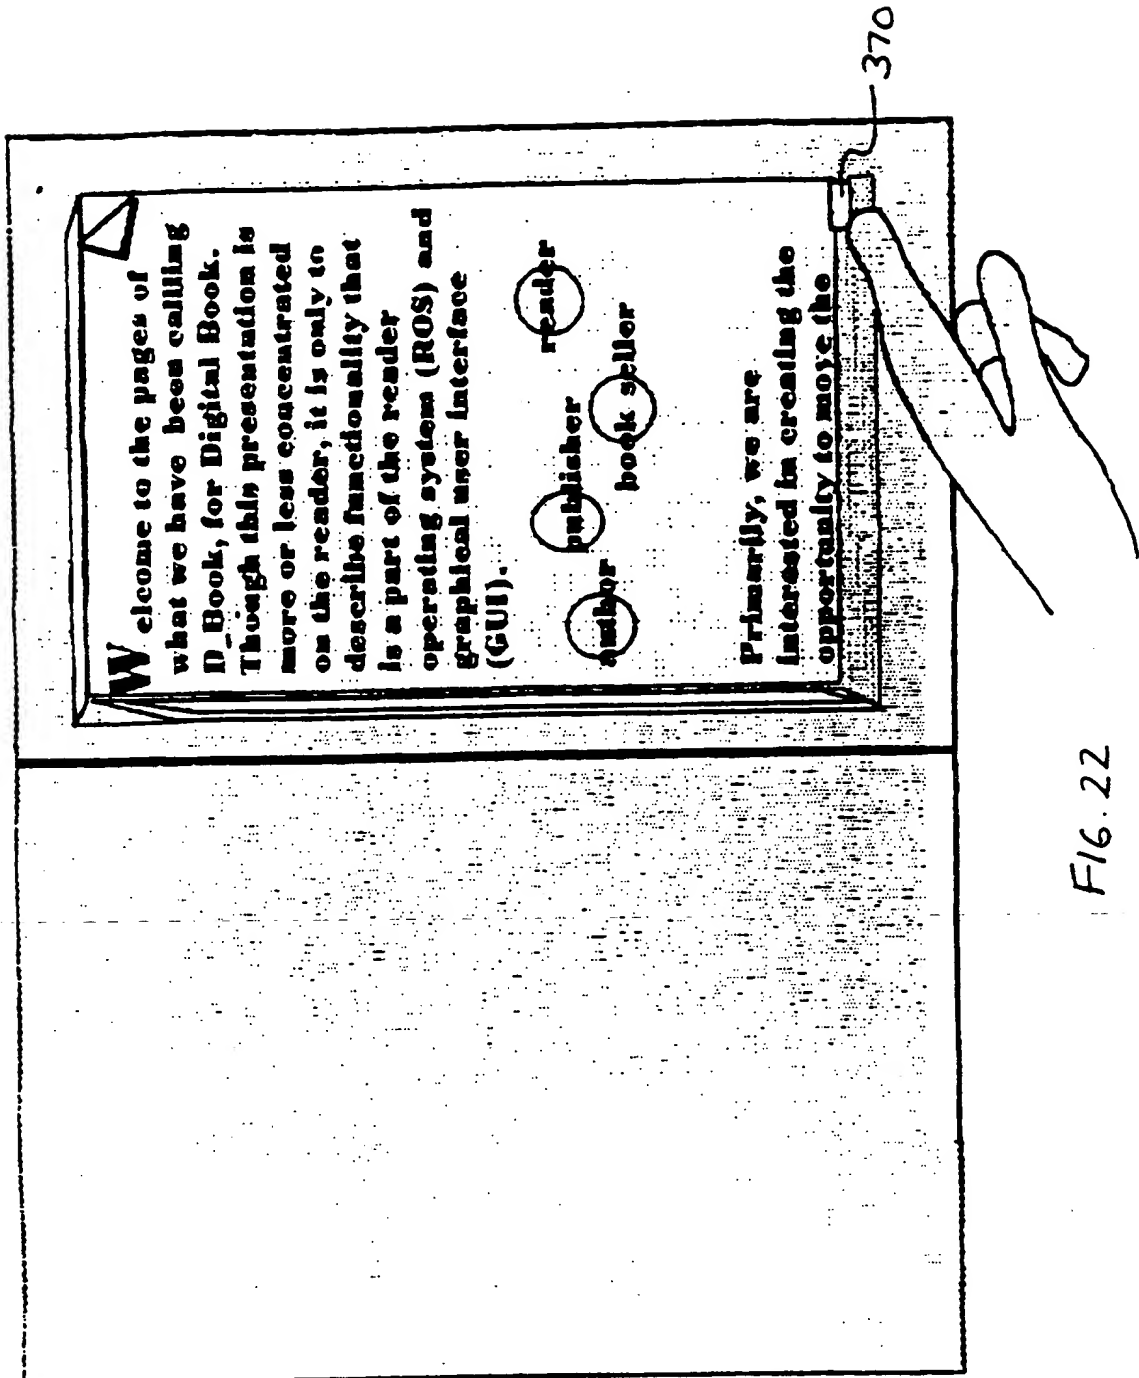 Welcome to the pages of
what we have been callling
D_Book, for Digital Book.
Though this presentation is
more or less concentrated
on the reader, it is only to
describe functionality that
is a part of the reader
operating system (ROS) and
graphical user interface
(GUI).
author
publisher
book seller
reader
Primarily, we are
interested in creating the
opportunity to move the
370
FIG. 22